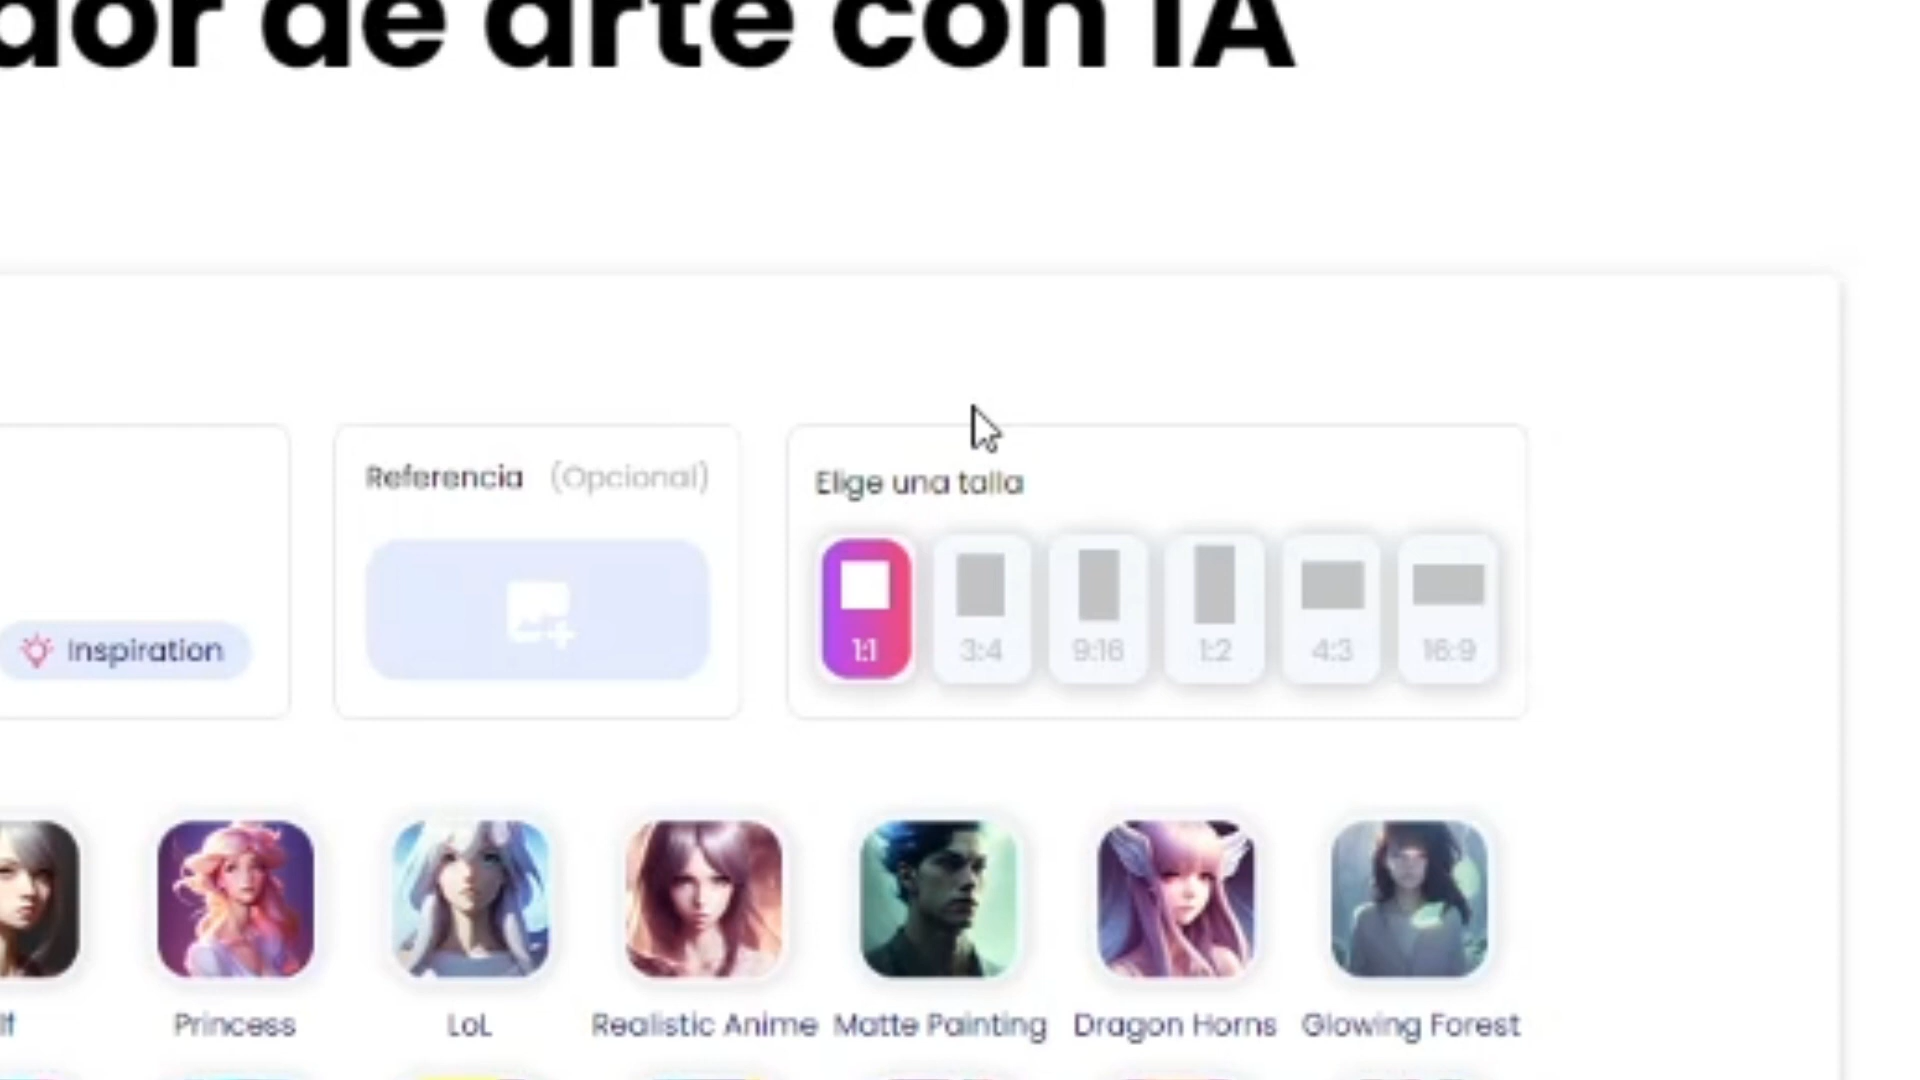 dor de arte con IA
Referencia (Opcional)
Elige una talla
Inspiration
1:1 3:4 9:16 1:2 4:3 16:9
lf Princess LoL Realistic Anime Matte Painting Dragon Horns Glowing Forest